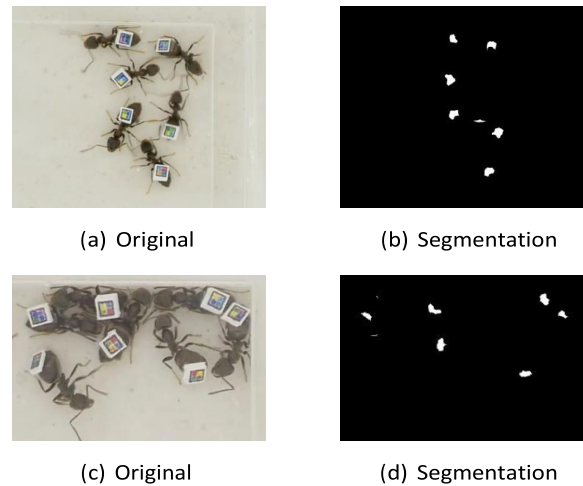 (a) Original
(b) Segmentation
(c) Original
(d) Segmentation